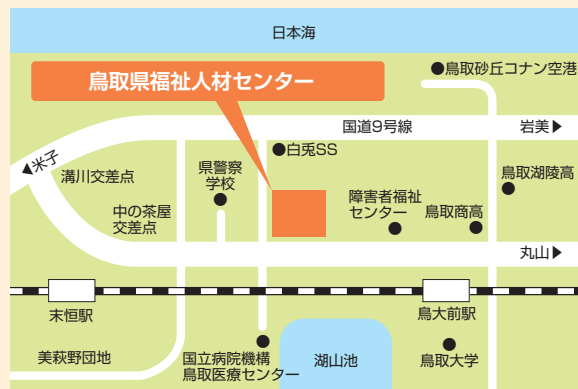 日本海
鳥取県福祉人材センター
●鳥取砂丘コナン空港
国道9号線
岩美▶
◀米子
●白兎SS
溝川交差点
県警察
学校
鳥取湖陵高
障害者福祉
センター
中の茶屋
交差点
鳥取商高
丸山▶
末恒駅
鳥大前駅
美萩野団地
国立病院機構
鳥取医療センター
湖山池
鳥取大学